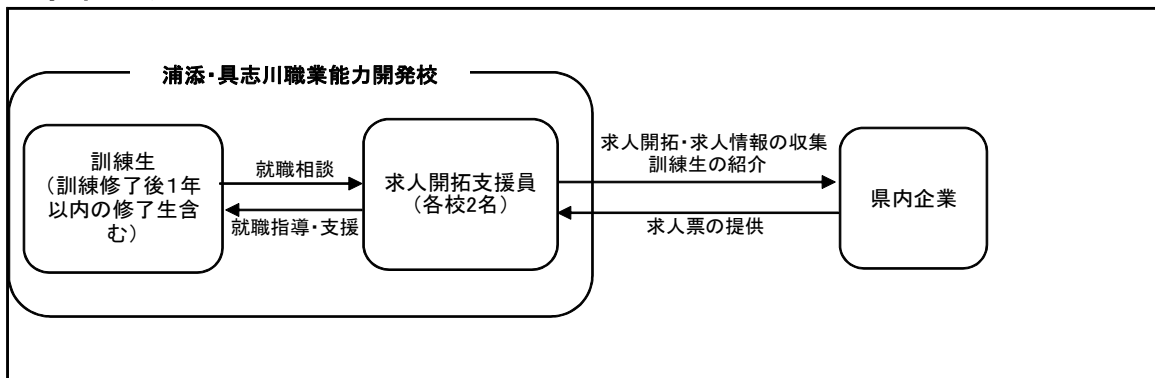 浦添・具志川職業能力開発校
訓練生
（訓練修了後１年
以内の修了生含
む）
就職相談
就職指導・支援
求人開拓支援員
（各校2名）
求人開拓・求人情報の収集
訓練生の紹介
求人票の提供
県内企業